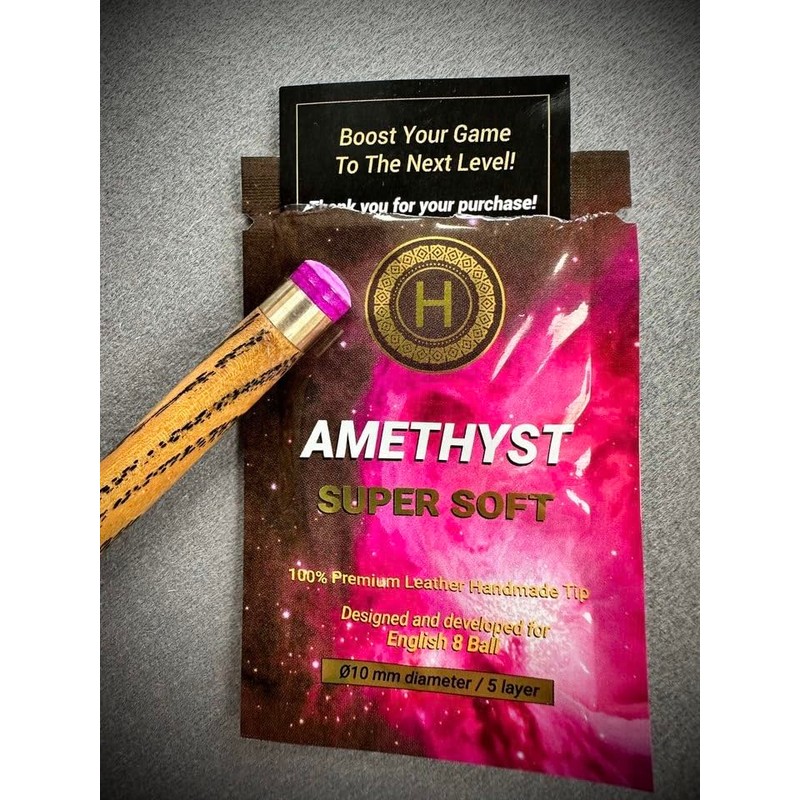 Boost Your Game
To The Next Level!
Thank you for your purchase!
H
AMETHYST
SUPER SOFT
100% Premium Leather Handmade Tip
Designed and developed for
English 8 Ball
Ø10 mm diameter / 5 layer